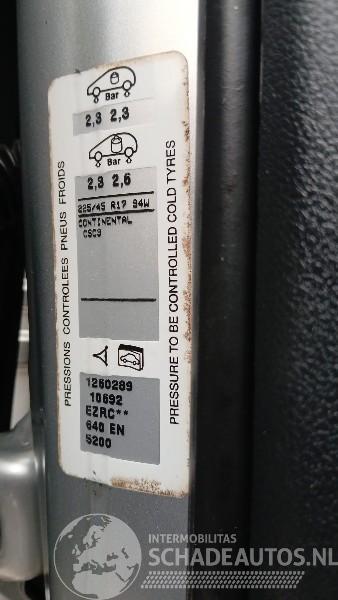 Bar
2,3 2,3
Bar
2,3 2,6
225/45 R17 94W
CONTINENTAL
CSC3
1260289
10692
EZRC**
640 EN
5200
PRESSIONS CONTROLEES PNEUS FROIDS
PRESSURE TO BE CONTROLLED COLD TYRES
INTERMOBILITAS
SCHADEAUTOS.NL